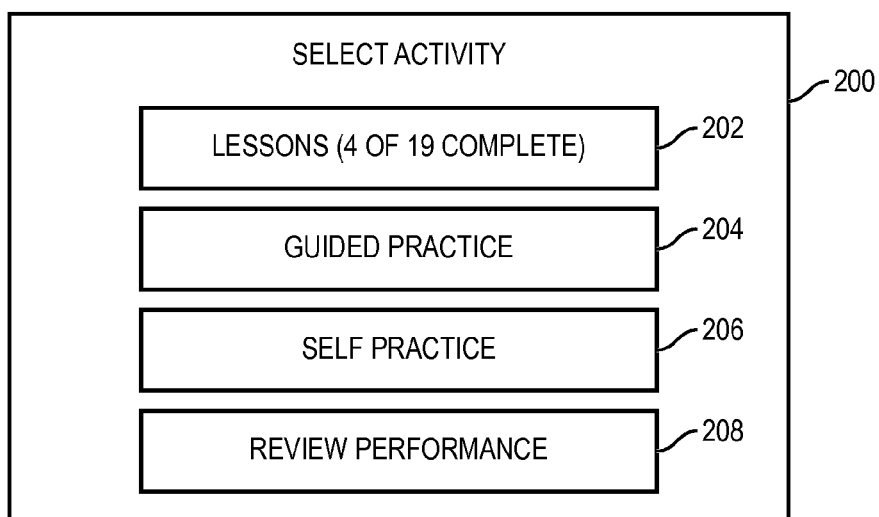 SELECT ACTIVITY
200
LESSONS (4 OF 19 COMPLETE)
202
GUIDED PRACTICE
204
SELF PRACTICE
206
REVIEW PERFORMANCE
208